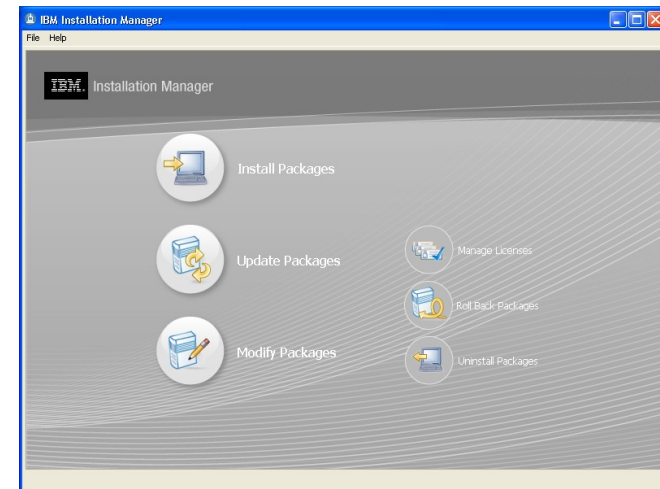 IBM Installation Manager
File Help
IBM. Installation Manager
Install Packages
Update Packages
Modify Packages
Manage Licenses
Roll Back Packages
Uninstall Packages